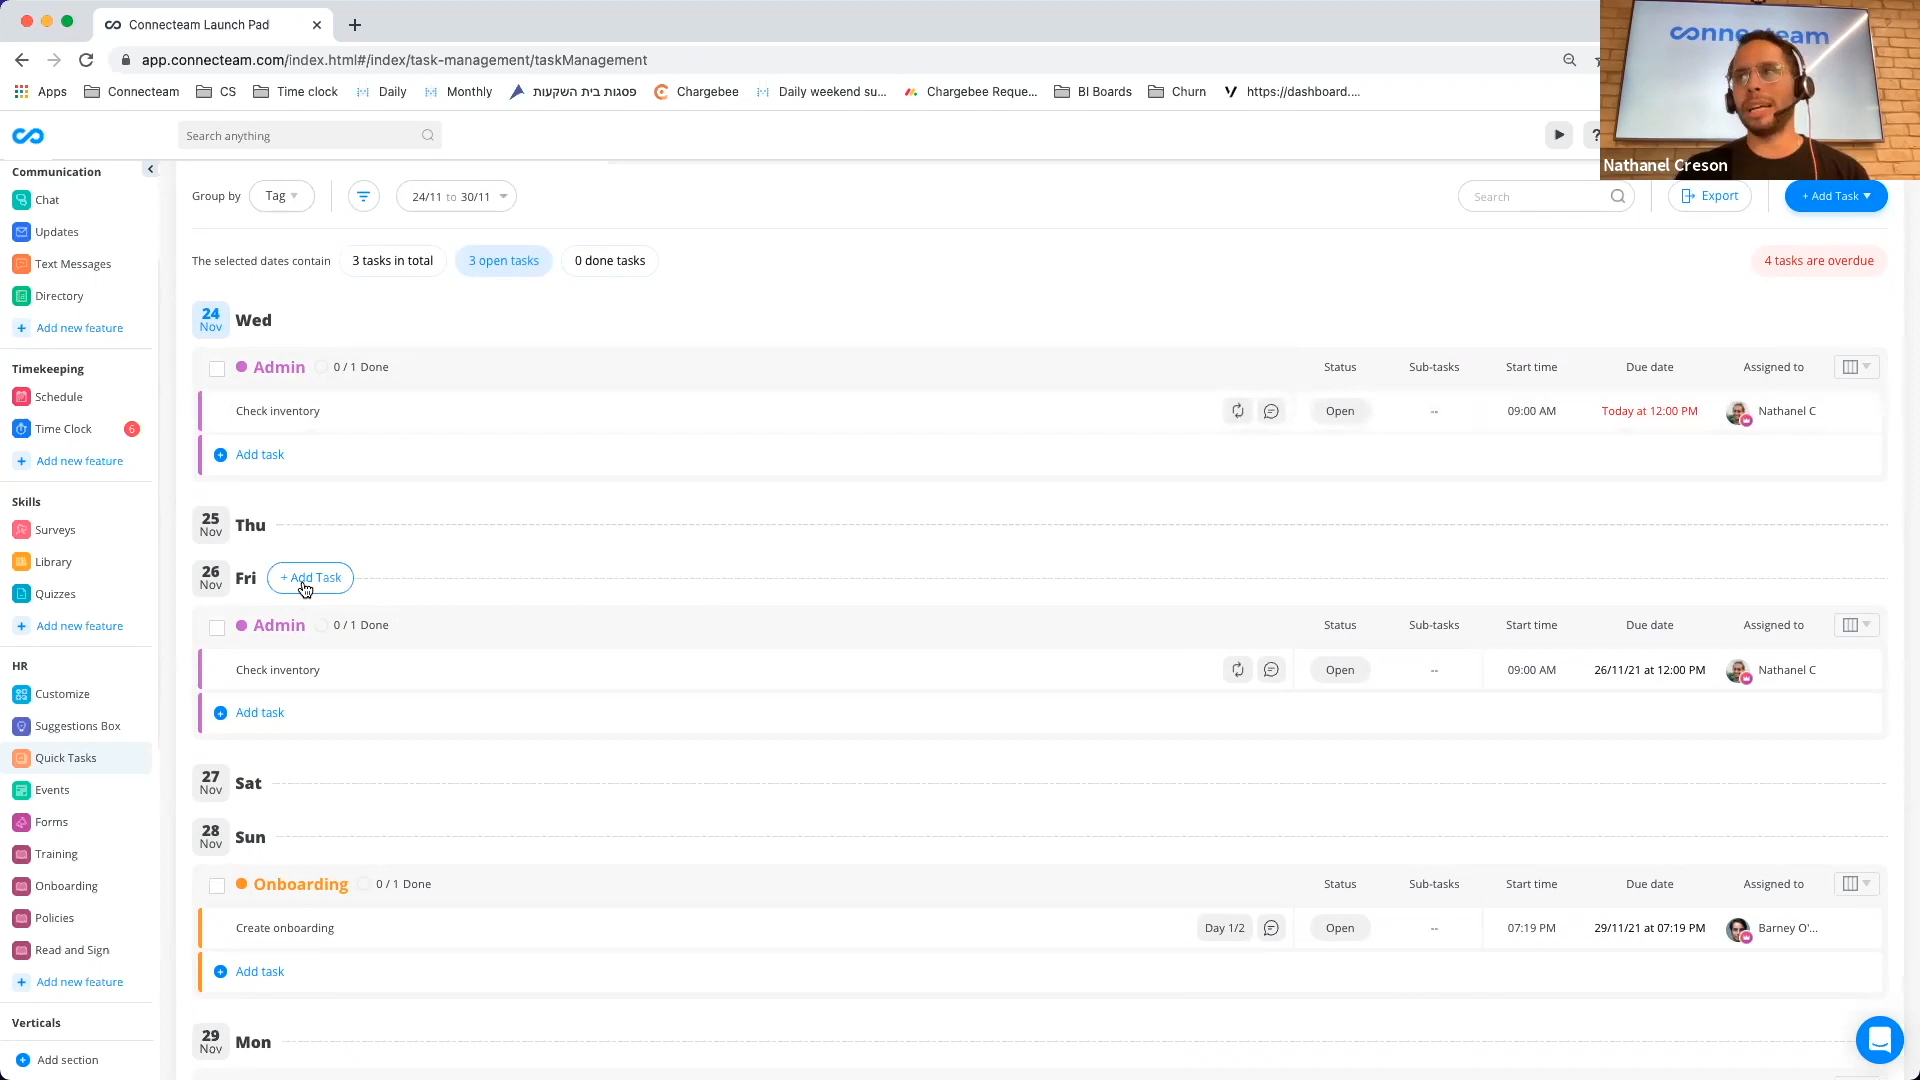 Connecteam Launch Pad
app.connecteam.com/index.html#/index/task-management/taskManagement
Apps
Connecteam
CS
Time clock
Daily
Monthly
פסגות בית השקעות
Chargebee
Daily weekend su...
Chargebee Reque...
BI Boards
Churn
https://dashboard....
connecteam
Nathanel Creson
Search anything
?
Communication
Chat
Updates
Text Messages
Directory
+ Add new feature
Timekeeping
Schedule
Time Clock 6
+ Add new feature
Skills
Surveys
Library
Quizzes
+ Add new feature
HR
Customize
Suggestions Box
Quick Tasks
Events
Forms
Training
Onboarding
Policies
Read and Sign
+ Add new feature
Verticals
Add section
Group by Tag 24/11 to 30/11 Search Export + Add Task
The selected dates contain 3 tasks in total 3 open tasks 0 done tasks 4 tasks are overdue
24 Nov Wed
Admin 0 / 1 Done Status Sub-tasks Start time Due date Assigned to
Check inventory Open -- 09:00 AM Today at 12:00 PM Nathanel C
Add task
25 Nov Thu
26 Nov Fri + Add Task
Admin 0 / 1 Done Status Sub-tasks Start time Due date Assigned to
Check inventory Open -- 09:00 AM 26/11/21 at 12:00 PM Nathanel C
Add task
27 Nov Sat
28 Nov Sun
Onboarding 0 / 1 Done Status Sub-tasks Start time Due date Assigned to
Create onboarding Day 1/2 Open -- 07:19 PM 29/11/21 at 07:19 PM Barney O'...
Add task
29 Nov Mon